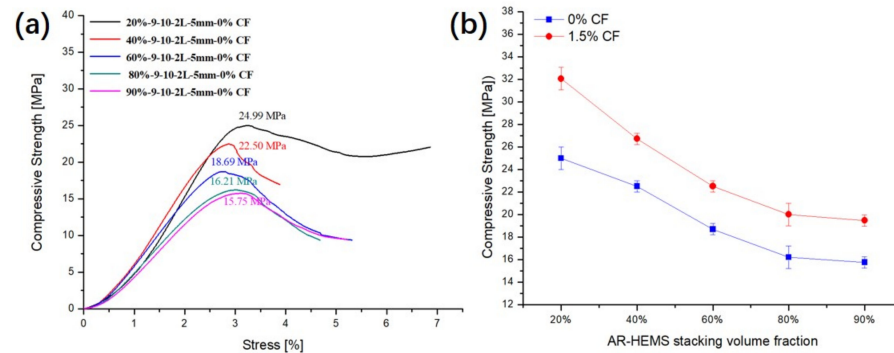 (a)
20%-9-10-2L-5mm-0% CF
40%-9-10-2L-5mm-0% CF
60%-9-10-2L-5mm-0% CF
80%-9-10-2L-5mm-0% CF
90%-9-10-2L-5mm-0% CF
40
35
30
25
20
15
10
5
0
Compressive Strength [MPa]
24.99 MPa
22.50 MPa
18.69 MPa
16.21 MPa
15.75 MPa
0 1 2 3 4 5 6 7
Stress [%]
(b)
0% CF
1.5% CF
38
36
34
32
30
28
26
24
22
20
18
16
14
12
Compressive Strength [MPa])
20% 40% 60% 80% 90%
AR-HEMS stacking volume fraction